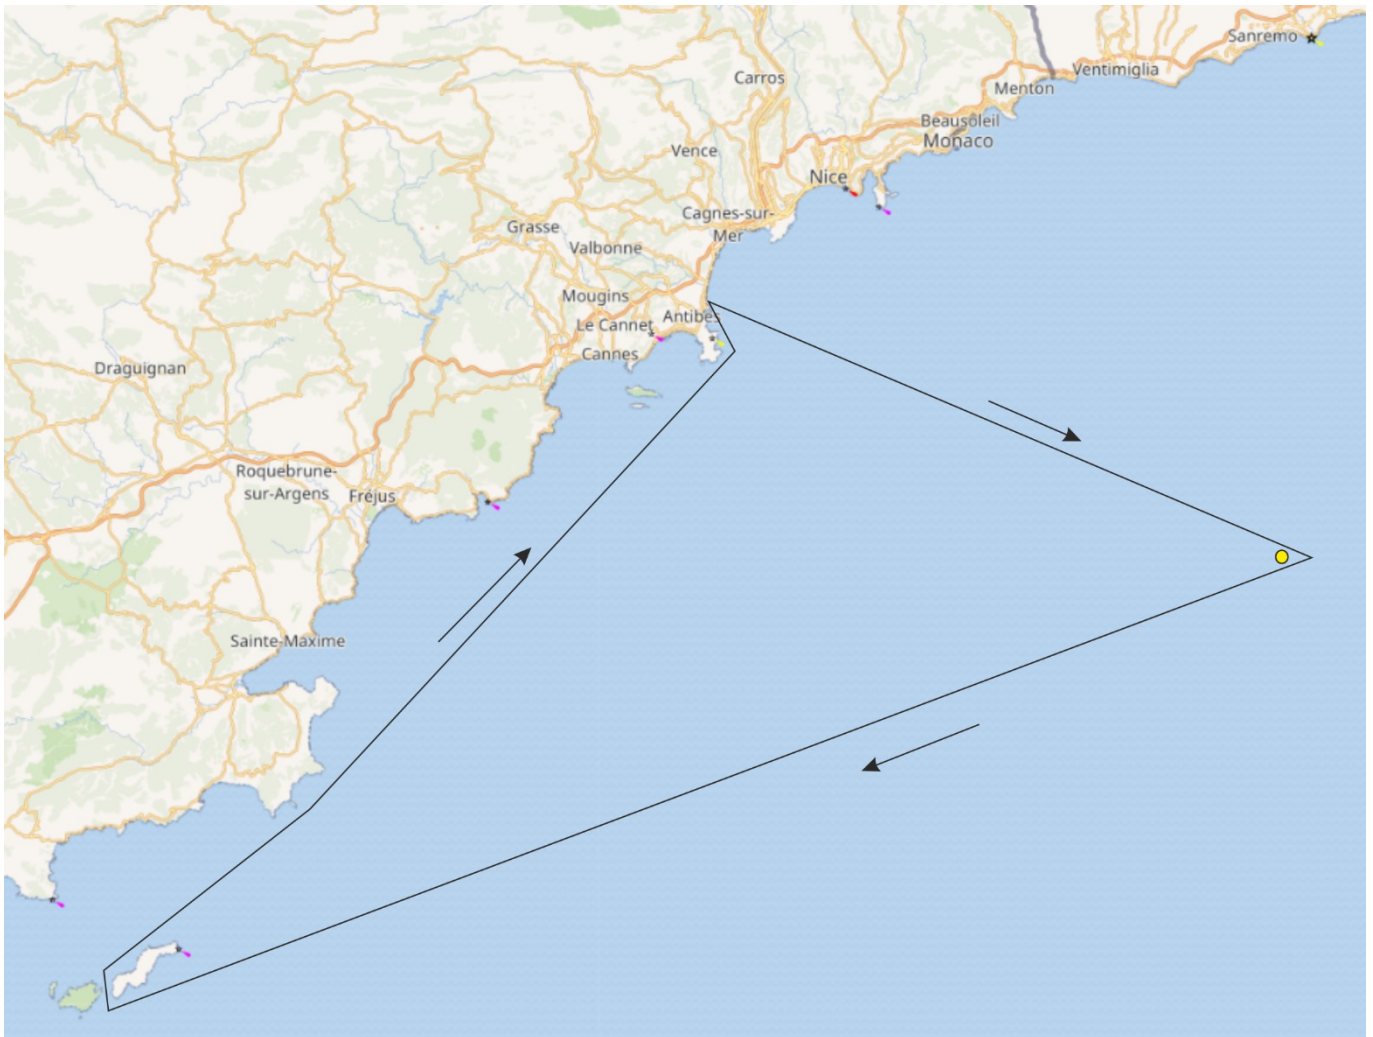 Sanremo
Ventimiglia
Carros
Menton
Beausoleil
Monaco
Vence
Nice
Cagnes-sur-
Mer
Grasse
Valbonne
Mougins
Antibes
Le Cannet
Cannes
Draguignan
Roquebrune-
sur-Argens
Fréjus
Sainte-Maxime